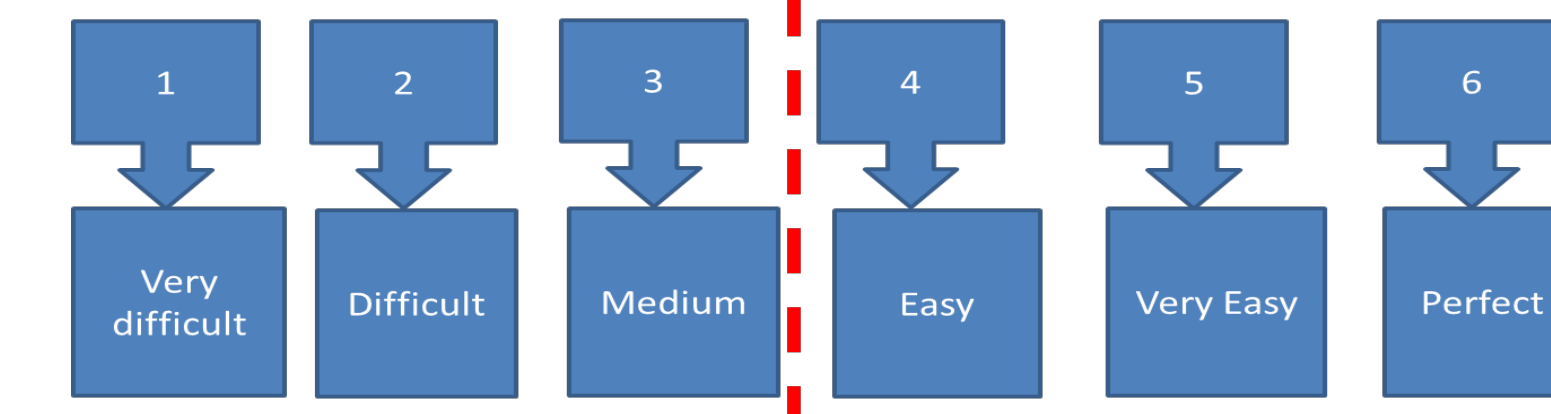 1
2
3
4
5
6
Very
difficult
Difficult
Medium
Easy
Very Easy
Perfect